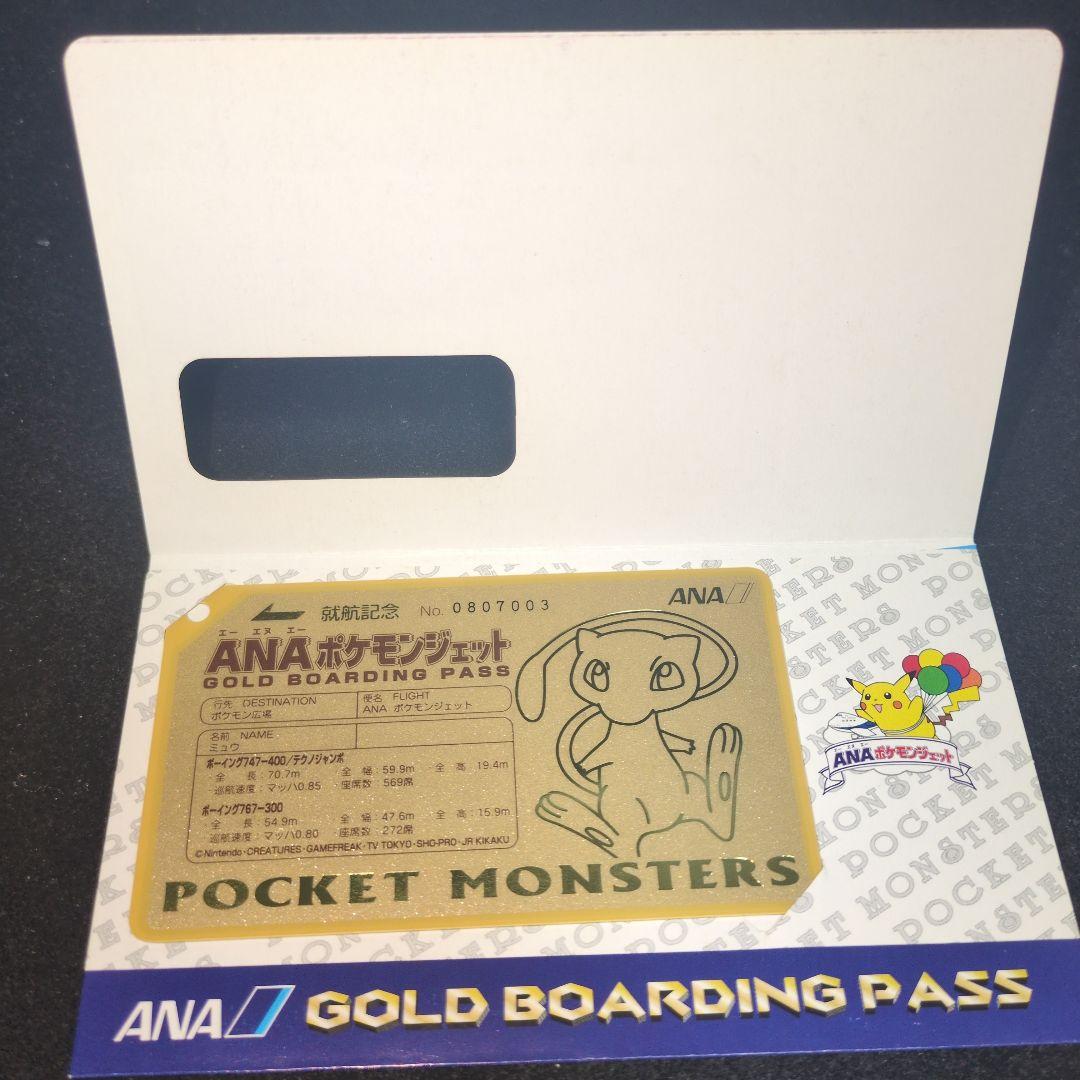 就航記念 No. 0807003 ANA
エー エヌ エー
ANAポケモンジェット
GOLD BOARDING PASS
行先 DESTINATION
ポケモン広場
便名 FLIGHT
ANA ポケモンジェット
名前 NAME
ミュウ
ボーイング747-400/テクノジャンボ
・全 長：70.7m ・全 幅：59.9m ・全 高：19.4m
・巡航速度：マッハ0.85 ・座席数：569席
ボーイング767-300
・全 長：54.9m ・全 幅：47.6m ・全 高：15.9m
・巡航速度：マッハ0.80 ・座席数：272席
©Nintendo・CREATURES・GAMEFREAK・TV TOKYO・SHO-PRO・JR KIKAKU
POCKET MONSTERS
エー エヌ エー
ANAポケモンジェット
POCKET MONSTERS
ANA GOLD BOARDING PASS